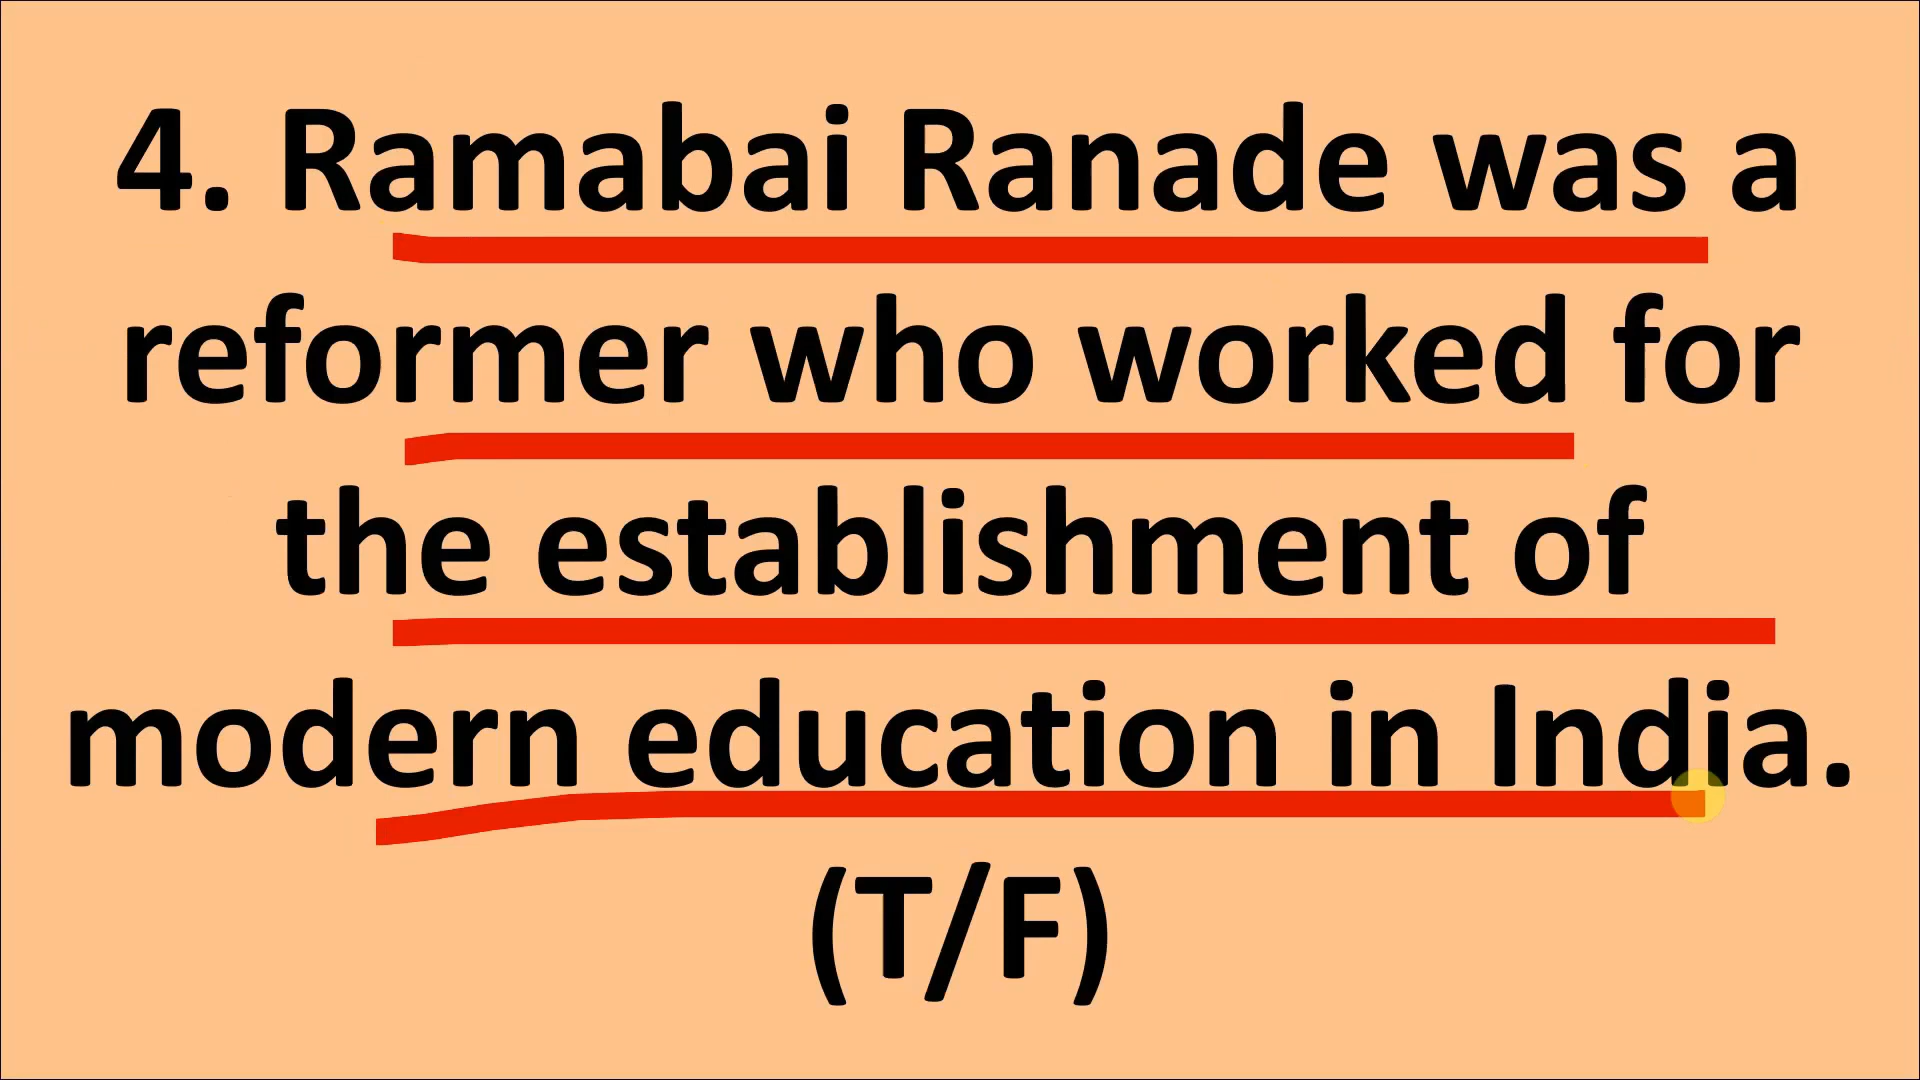 4. Ramabai Ranade was a
reformer who worked for
the establishment of
modern education in India.
(T/F)